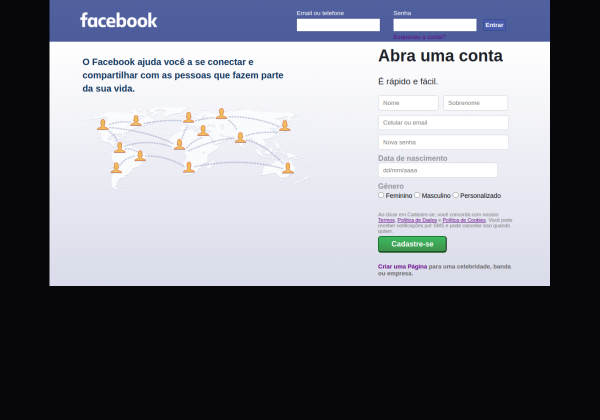 facebook
Email ou telefone
Senha
Entrar
Esqueceu a conta?
O Facebook ajuda você a se conectar e
compartilhar com as pessoas que fazem parte
da sua vida.
Abra uma conta
É rápido e fácil.
Nome
Sobrenome
Celular ou email
Nova senha
Data de nascimento
dd/mm/aaaa
Gênero
Feminino Masculino Personalizado
Ao clicar em Cadastre-se, você concorda com nossos
Termos, Política de Dados e Política de Cookies. Você pode
receber notificações por SMS e pode cancelar isso quando
quiser.
Cadastre-se
Criar uma Página para uma celebridade, banda
ou empresa.